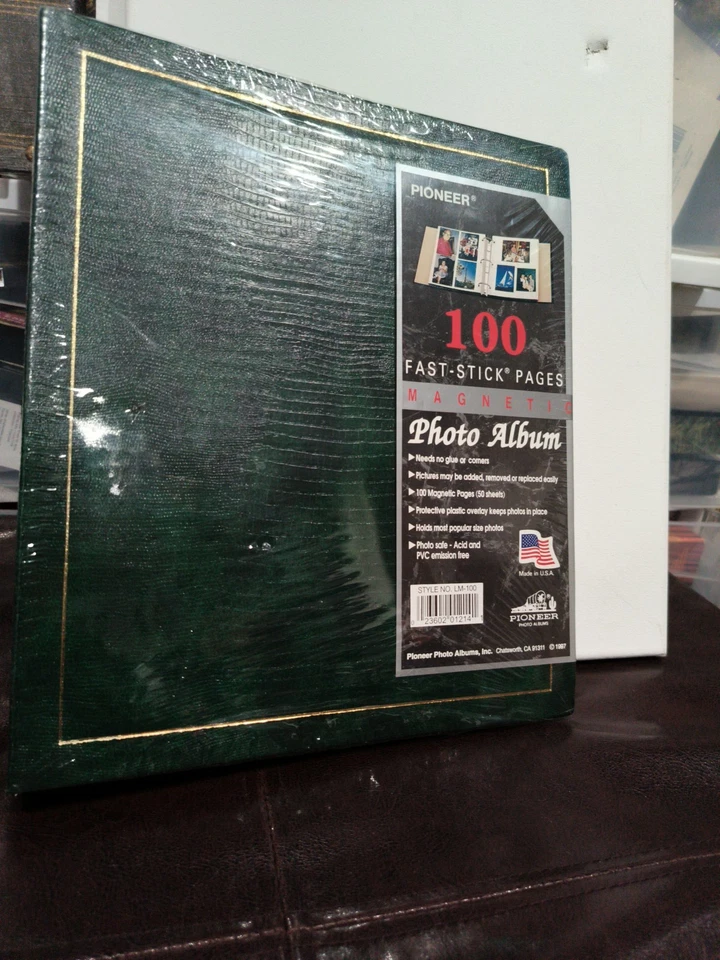 PIONEER®
100
FAST-STICK® PAGES
MAGNETIC
Photo Album
▶ Needs no glue or corners
▶ Pictures may be added, removed or replaced easily
▶ 100 Magnetic Pages (50 sheets)
▶ Protective plastic overlay keeps photos in place
▶ Holds most popular size photos
▶ Photo safe - Acid and
PVC emission free
Made in U.S.A.
STYLE NO. LM-100
23602 01214
PIONEER
PHOTO ALBUMS
Pioneer Photo Albums, Inc. Chatsworth, CA 91311 © 1997